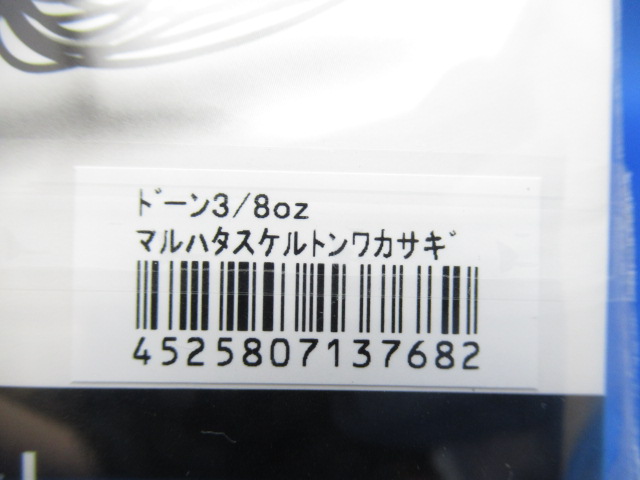 ﾄﾞｰﾝ3/8oz
ﾏﾙﾊﾀｽｹﾙﾄﾝﾜｶｻｷﾞ
4525807137682